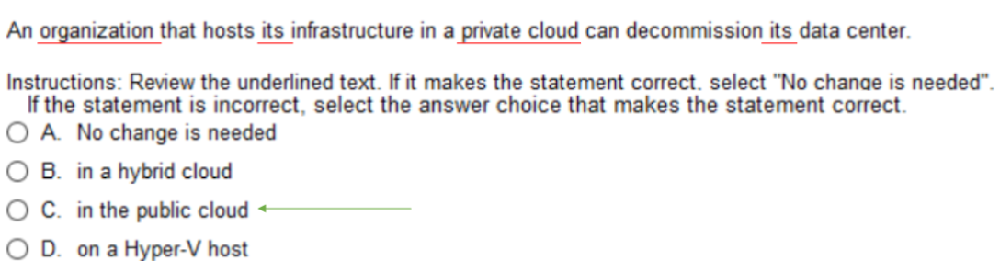 An organization that hosts its infrastructure in a private cloud can decommission its data center.
Instructions: Review the underlined text. If it makes the statement correct. select "No change is needed".
If the statement is incorrect, select the answer choice that makes the statement correct.
A. No change is needed
B. in a hybrid cloud
C. in the public cloud
D. on a Hyper-V host